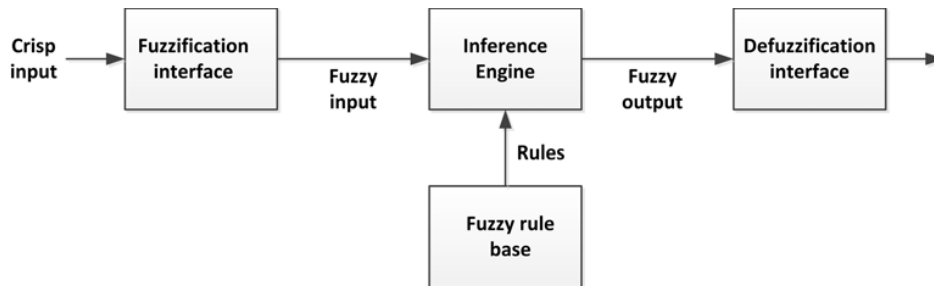 Crisp
input
Fuzzification
interface
Fuzzy
input
Inference
Engine
Fuzzy
output
Defuzzification
interface
Rules
Fuzzy rule
base